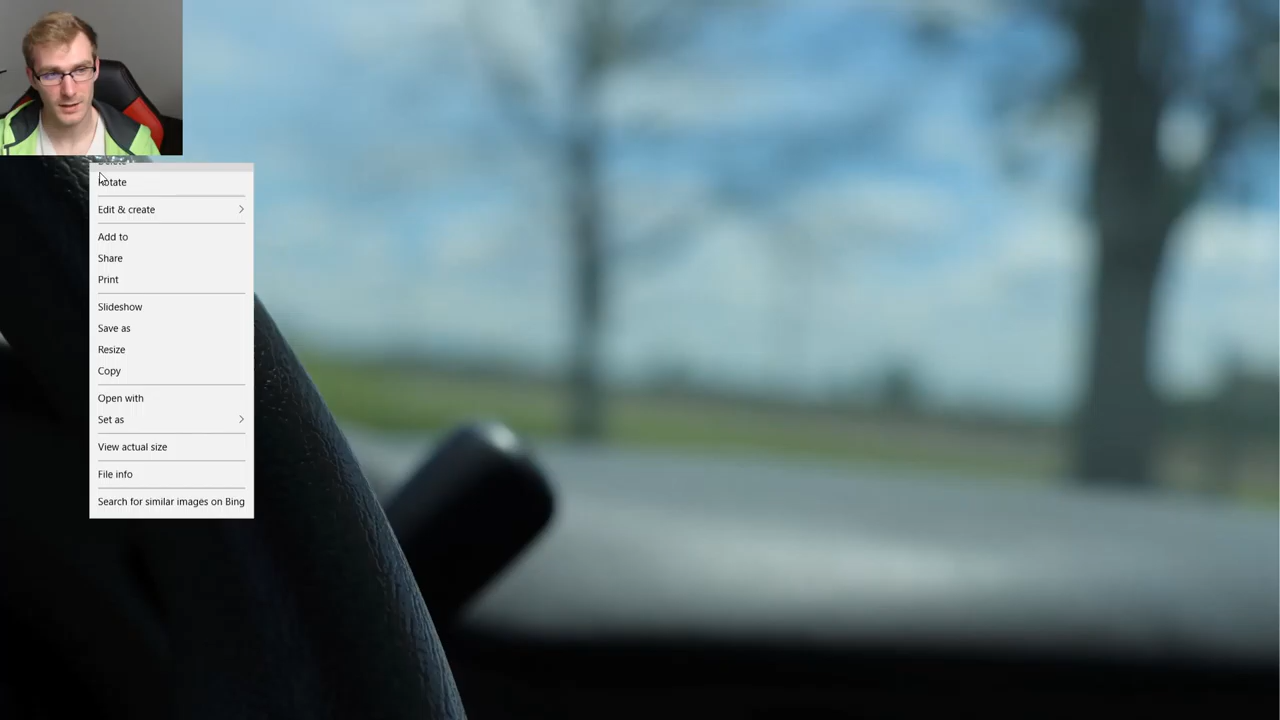 Delete
Rotate
Edit & create
Add to
Share
Print
Slideshow
Save as
Resize
Copy
Open with
Set as
View actual size
File info
Search for similar images on Bing